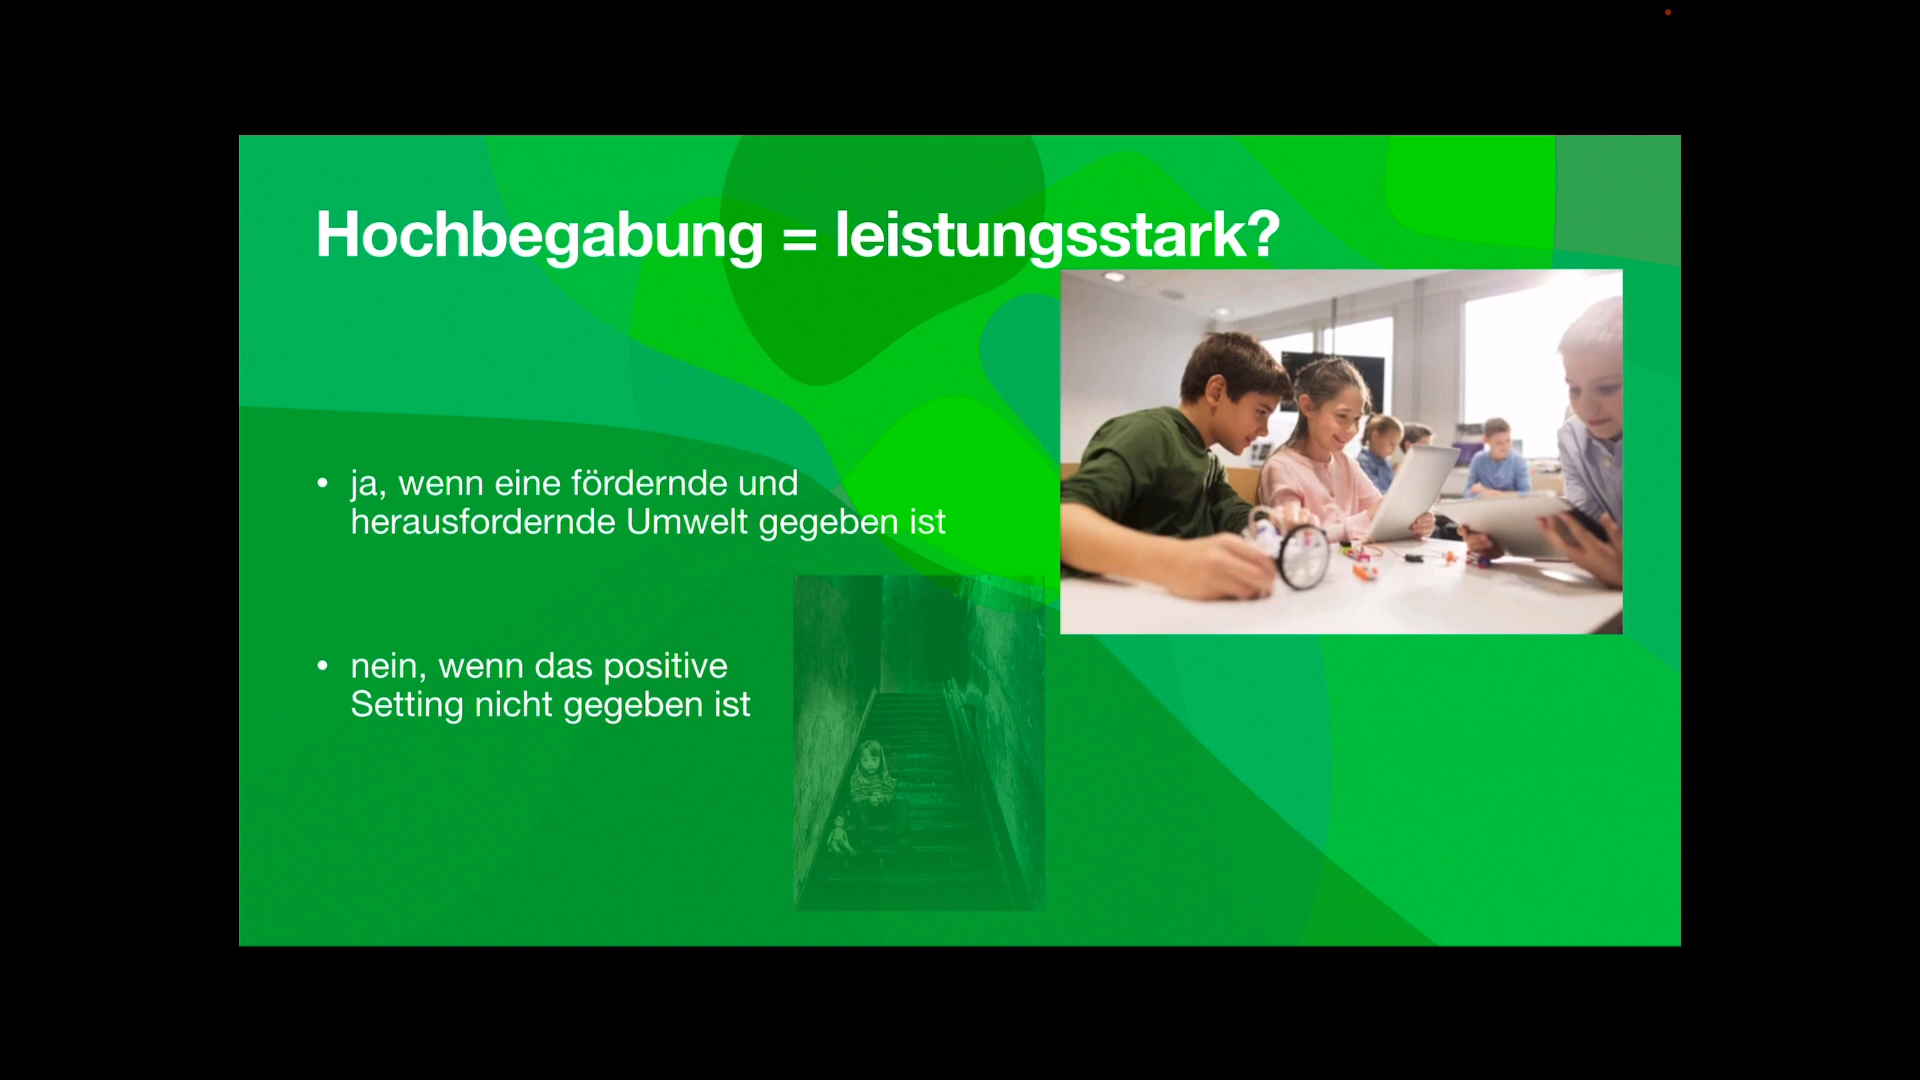 Hochbegabung = leistungsstark?
• ja, wenn eine fördernde und
herausfordernde Umwelt gegeben ist
• nein, wenn das positive
Setting nicht gegeben ist